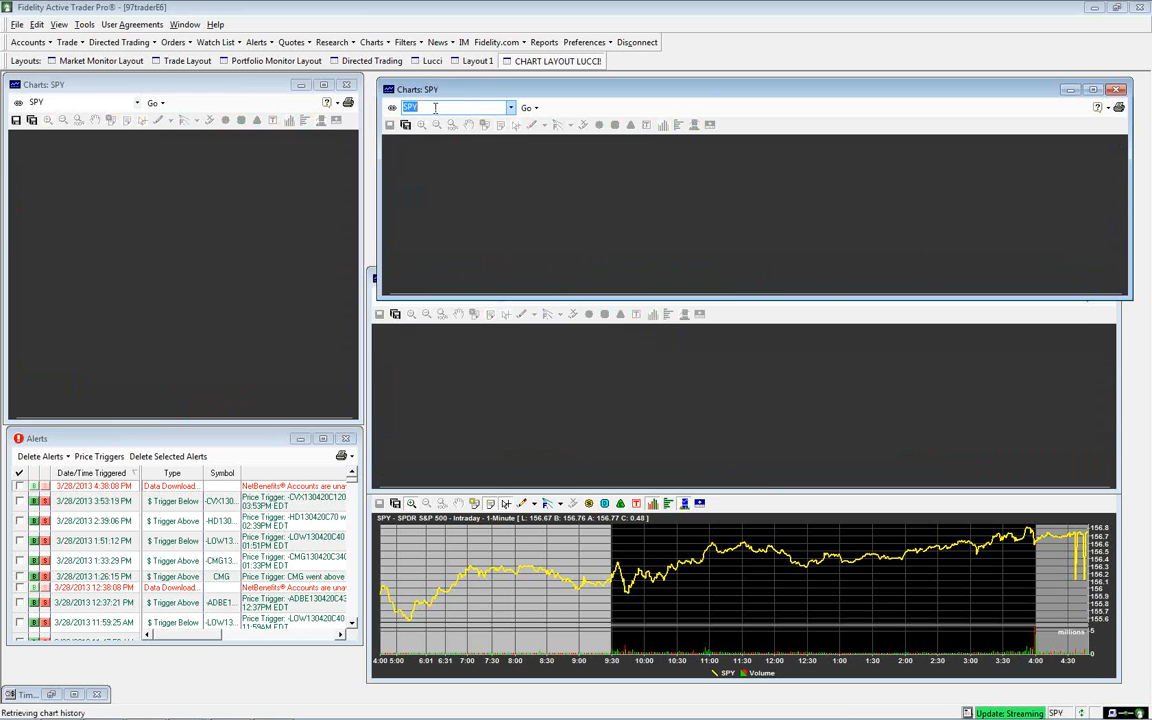 Fidelity Active Trader Pro® - [97traderE6]
File Edit View Tools User Agreements Window Help
Accounts Trade Directed Trading Orders Watch List Alerts Quotes Research Charts Filters News IM Fidelity.com Reports Preferences Disconnect
Layouts: Market Monitor Layout Trade Layout Portfolio Monitor Layout Directed Trading Lucci Layout 1 CHART LAYOUT LUCCI!
Charts: SPY
SPY Go
Charts: SPY
SPY Go
Alerts
Delete Alerts Price Triggers Delete Selected Alerts
Date/Time Triggered Type Symbol
3/28/2013 4:38:08 PM Data Download... NetBenefits® Accounts are una
3/28/2013 3:53:19 PM $ Trigger Below -CVX130... Price Trigger: -CVX130420C120
03:53PM EDT
3/28/2013 2:39:06 PM $ Trigger Above -HD1304... Price Trigger: -HD130420C70 w
02:39PM EDT
3/28/2013 1:51:12 PM $ Trigger Below -LOW13... Price Trigger: -LOW130420C40
01:51PM EDT
3/28/2013 1:33:29 PM $ Trigger Above -CMG13... Price Trigger: -CMG130420C340
01:33PM EDT
3/28/2013 1:26:15 PM $ Trigger Above CMG Price Trigger: CMG went above
3/28/2013 12:38:08 PM Data Download... NetBenefits® Accounts are una
3/28/2013 12:37:21 PM $ Trigger Above -ADBE1... Price Trigger: -ADBE130420C43
12:37PM EDT
3/28/2013 11:59:25 AM $ Trigger Below -LOW13... Price Trigger: -LOW130420C40
11:59AM EDT
SPY - SPDR S&P 500 - Intraday - 1-Minute [ L: 156.67 B: 156.76 A: 156.77 C: 0.48 ]
156.8
156.7
156.6
156.5
156.4
156.3
156.2
156.1
156.0
155.9
155.8
155.7
155.6
millions
5
0
4:00 5:00 6:01 6:31 7:00 7:30 8:00 8:30 9:00 9:30 10:00 10:30 11:00 11:30 12:00 12:30 1:00 1:30 2:00 2:30 3:00 3:30 4:00 4:30
SPY Volume
Tim...
Retrieving chart history Update: Streaming SPY